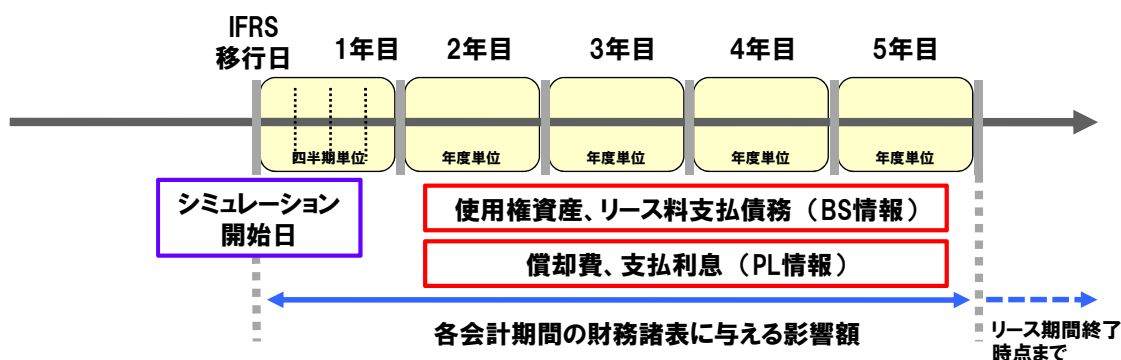 IFRS
移行日
1年目
2年目
3年目
4年目
5年目
四半期単位
年度単位
年度単位
年度単位
年度単位
シミュレーション
開始日
使用権資産、リース料支払債務（BS情報）
償却費、支払利息（PL情報）
各会計期間の財務諸表に与える影響額
リース期間終了
時点まで